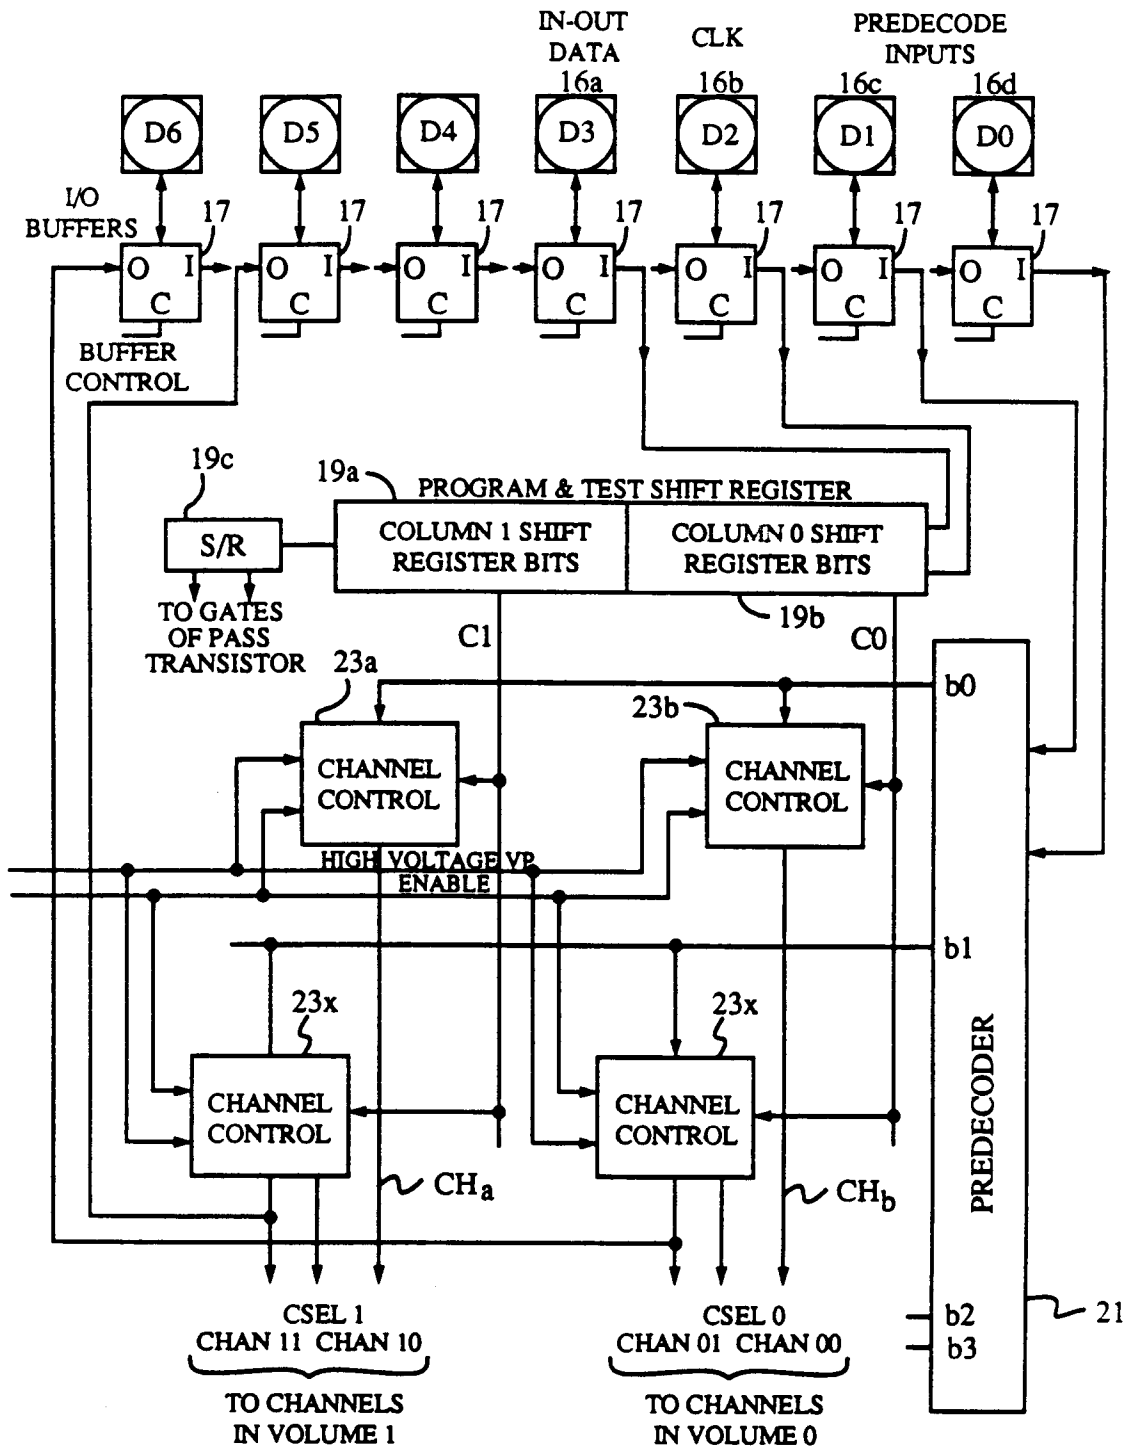 IN-OUT
DATA
16a
CLK
16b
PREDECODE
INPUTS
16c
16d
D6
D5
D4
D3
D2
D1
D0
I/O
BUFFERS
17
17
17
17
17
17
17
O I
C
O I
C
O I
C
O I
C
O I
C
O I
C
O I
C
BUFFER
CONTROL
19c
19a
PROGRAM & TEST SHIFT REGISTER
S/R
COLUMN 1 SHIFT
REGISTER BITS
COLUMN 0 SHIFT
REGISTER BITS
TO GATES
OF PASS
TRANSISTOR
19b
C1
C0
23a
23b
b0
CHANNEL
CONTROL
CHANNEL
CONTROL
HIGH VOLTAGE VP
ENABLE
b1
23x
23x
CHANNEL
CONTROL
CHANNEL
CONTROL
PREDECODER
CHa
CHb
CSEL 1
CHAN 11 CHAN 10
CSEL 0
CHAN 01 CHAN 00
b2
b3
21
TO CHANNELS
IN VOLUME 1
TO CHANNELS
IN VOLUME 0